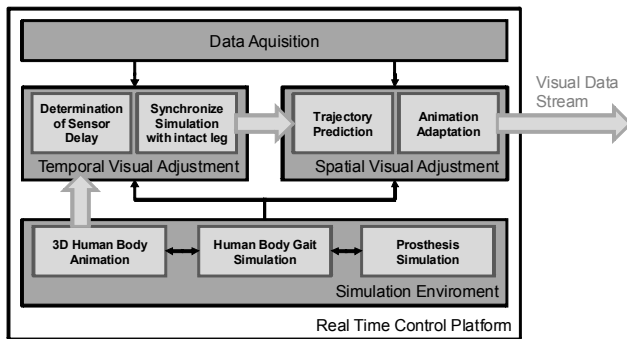 Data Aquisition
Visual Data
Stream
Determination
of Sensor
Delay
Synchronize
Simulation
with intact leg
Trajectory
Prediction
Animation
Adaptation
Temporal Visual Adjustment
Spatial Visual Adjustment
3D Human Body
Animation
Human Body Gait
Simulation
Prosthesis
Simulation
Simulation Enviroment
Real Time Control Platform